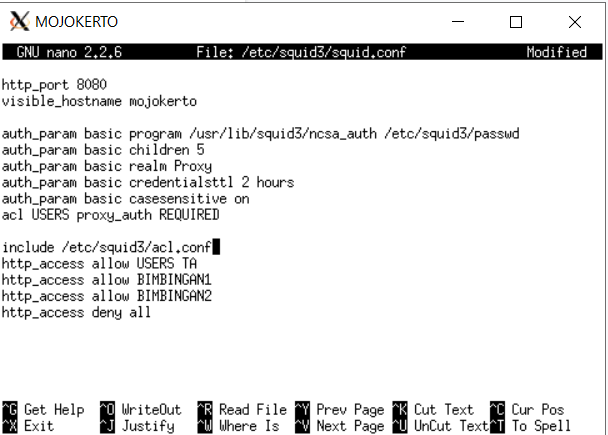 MOJOKERTO
GNU nano 2.2.6 File: /etc/squid3/squid.conf Modified
http_port 8080
visible_hostname mojokerto
auth_param basic program /usr/lib/squid3/ncsa_auth /etc/squid3/passwd
auth_param basic children 5
auth_param basic realm Proxy
auth_param basic credentialsttl 2 hours
auth_param basic casesensitive on
acl USERS proxy_auth REQUIRED
include /etc/squid3/acl.conf
http_access allow USERS TA
http_access allow BIMBINGAN1
http_access allow BIMBINGAN2
http_access deny all
^G Get Help ^O WriteOut ^R Read File ^Y Prev Page ^K Cut Text ^C Cur Pos
^X Exit ^J Justify ^W Where Is ^V Next Page ^U UnCut Text ^T To Spell